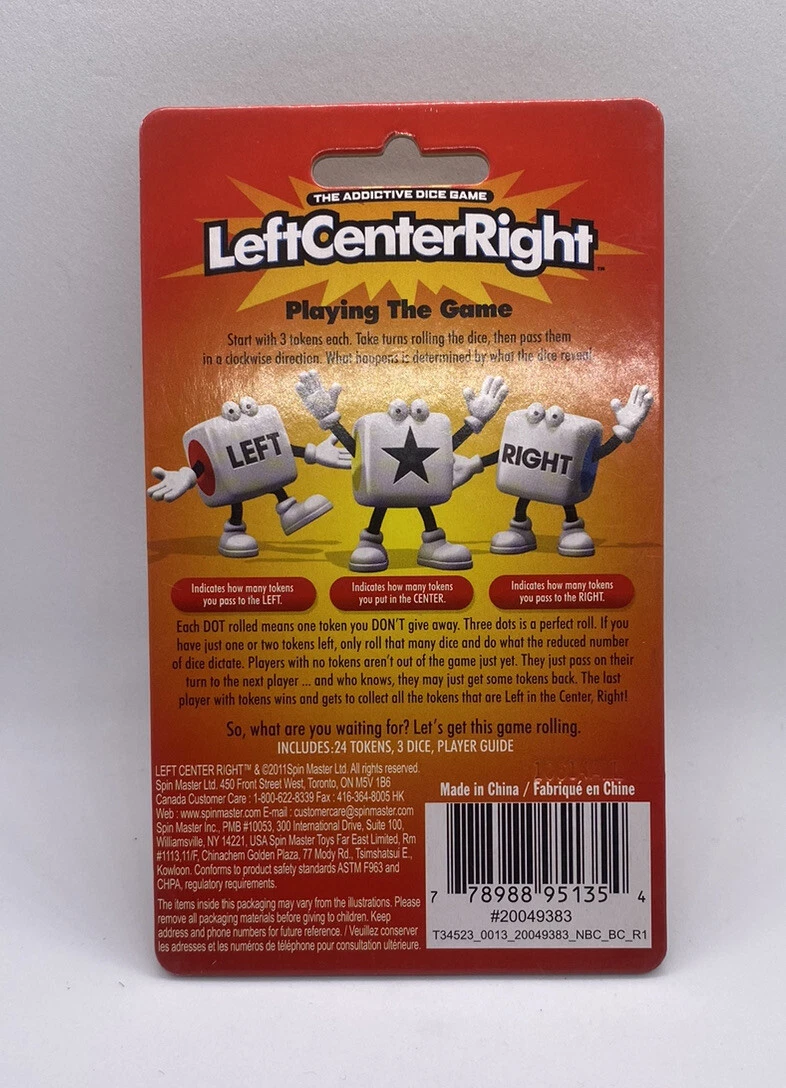 THE ADDICTIVE DICE GAME
LeftCenterRight™
Playing The Game
Start with 3 tokens each. Take turns rolling the dice, then pass them
in a clockwise direction. What happens is determined by what the dice reveal
LEFT
RIGHT
Indicates how many tokens
you pass to the LEFT.
Indicates how many tokens
you put in the CENTER.
Indicates how many tokens
you pass to the RIGHT.
Each DOT rolled means one token you DON'T give away. Three dots is a perfect roll. If you
have just one or two tokens left, only roll that many dice and do what the reduced number
of dice dictate. Players with no tokens aren't out of the game just yet. They just pass on their
turn to the next player ... and who knows, they may just get some tokens back. The last
player with tokens wins and gets to collect all the tokens that are Left in the Center, Right!
So, what are you waiting for? Let's get this game rolling.
INCLUDES:24 TOKENS, 3 DICE, PLAYER GUIDE
LEFT CENTER RIGHT™ & ©2011Spin Master Ltd. All rights reserved.
Spin Master Ltd. 450 Front Street West, Toronto, ON M5V 1B6
Canada Customer Care : 1-800-622-8339 Fax : 416-364-8005 HK
Web : www.spinmaster.com E-mail : customercare@spinmaster.com
Spin Master Inc., PMB #10053, 300 International Drive, Suite 100,
Williamsville, NY 14221, USA Spin Master Toys Far East Limited, Rm
#1113,11/F, Chinachem Golden Plaza, 77 Mody Rd., Tsimshatsui E.,
Kowloon. Conforms to product safety standards ASTM F963 and
CHPA, regulatory requirements.
The items inside this packaging may vary from the illustrations. Please
remove all packaging materials before giving to children. Keep
address and phone numbers for future reference. / Veuillez conserver
les adresses et les numéros de téléphone pour consultation ultérieure.
Made in China / Fabriqué en Chine
7 78988 95135 4
#20049383
T34523_0013_20049383_NBC_BC_R1